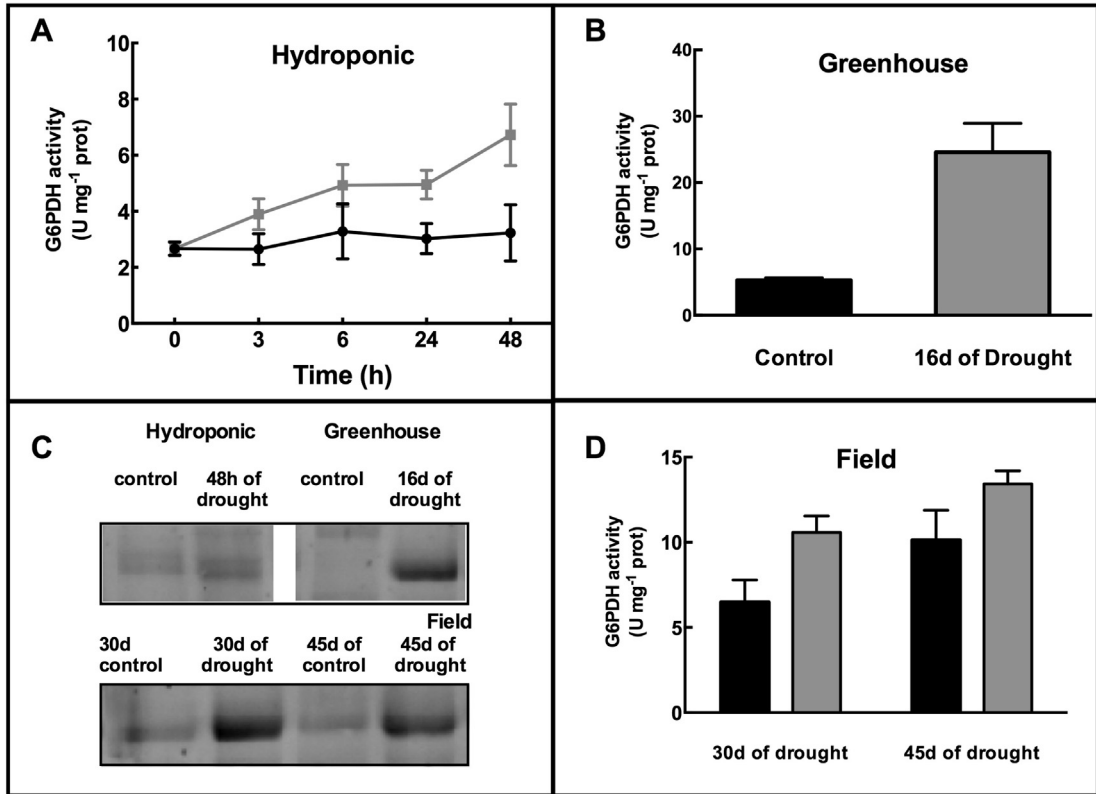 A
Hydroponic
G6PDH activity
(U mg⁻¹ prot)
10
8
6
4
2
0
0 3 6 24 48
Time (h)
B
Greenhouse
G6PDH activity
(U mg⁻¹ prot)
40
30
20
10
0
Control 16d of Drought
C
Hydroponic Greenhouse
control 48h of control 16d of
drought drought
Field
30d 30d of 45d of 45d of
control drought control drought
D
Field
G6PDH activity
(U mg⁻¹ prot)
15
10
5
0
30d of drought 45d of drought